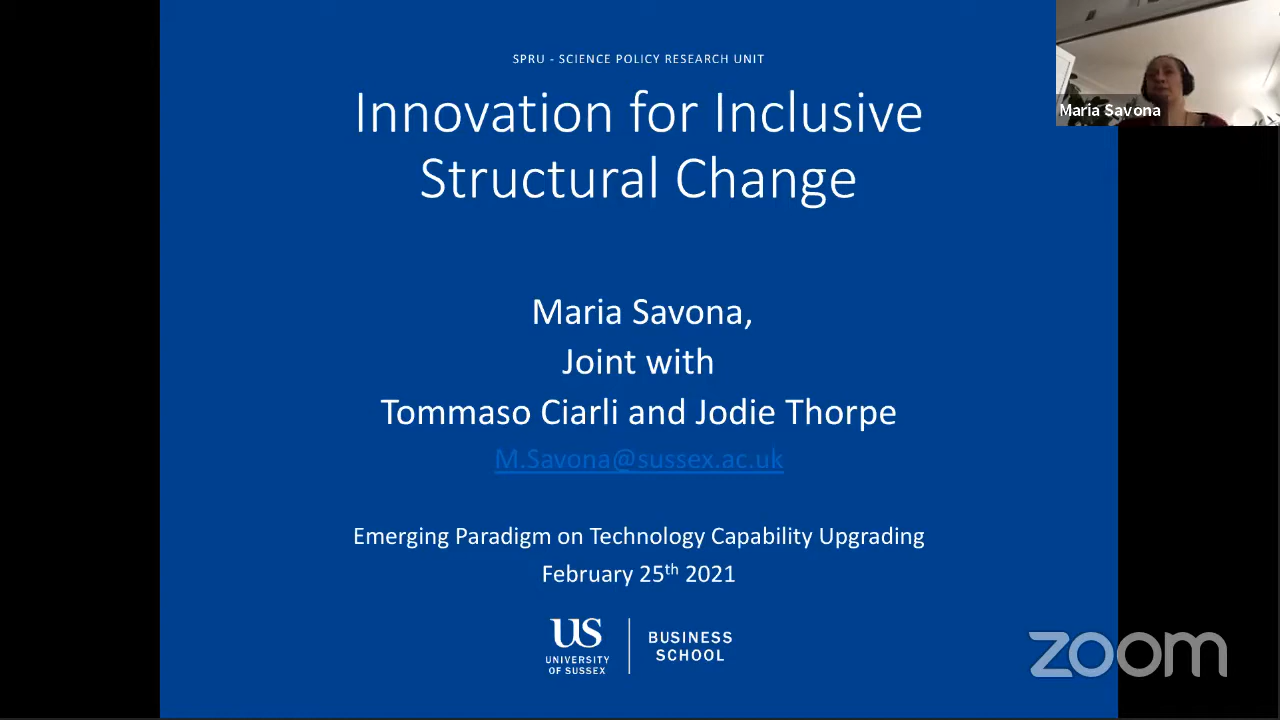 SPRU - SCIENCE POLICY RESEARCH UNIT
Innovation for Inclusive
Structural Change
Maria Savona
Maria Savona,
Joint with
Tommaso Ciarli and Jodie Thorpe
M.Savona@sussex.ac.uk
Emerging Paradigm on Technology Capability Upgrading
February 25th 2021
US
UNIVERSITY
OF SUSSEX
BUSINESS
SCHOOL
zoom